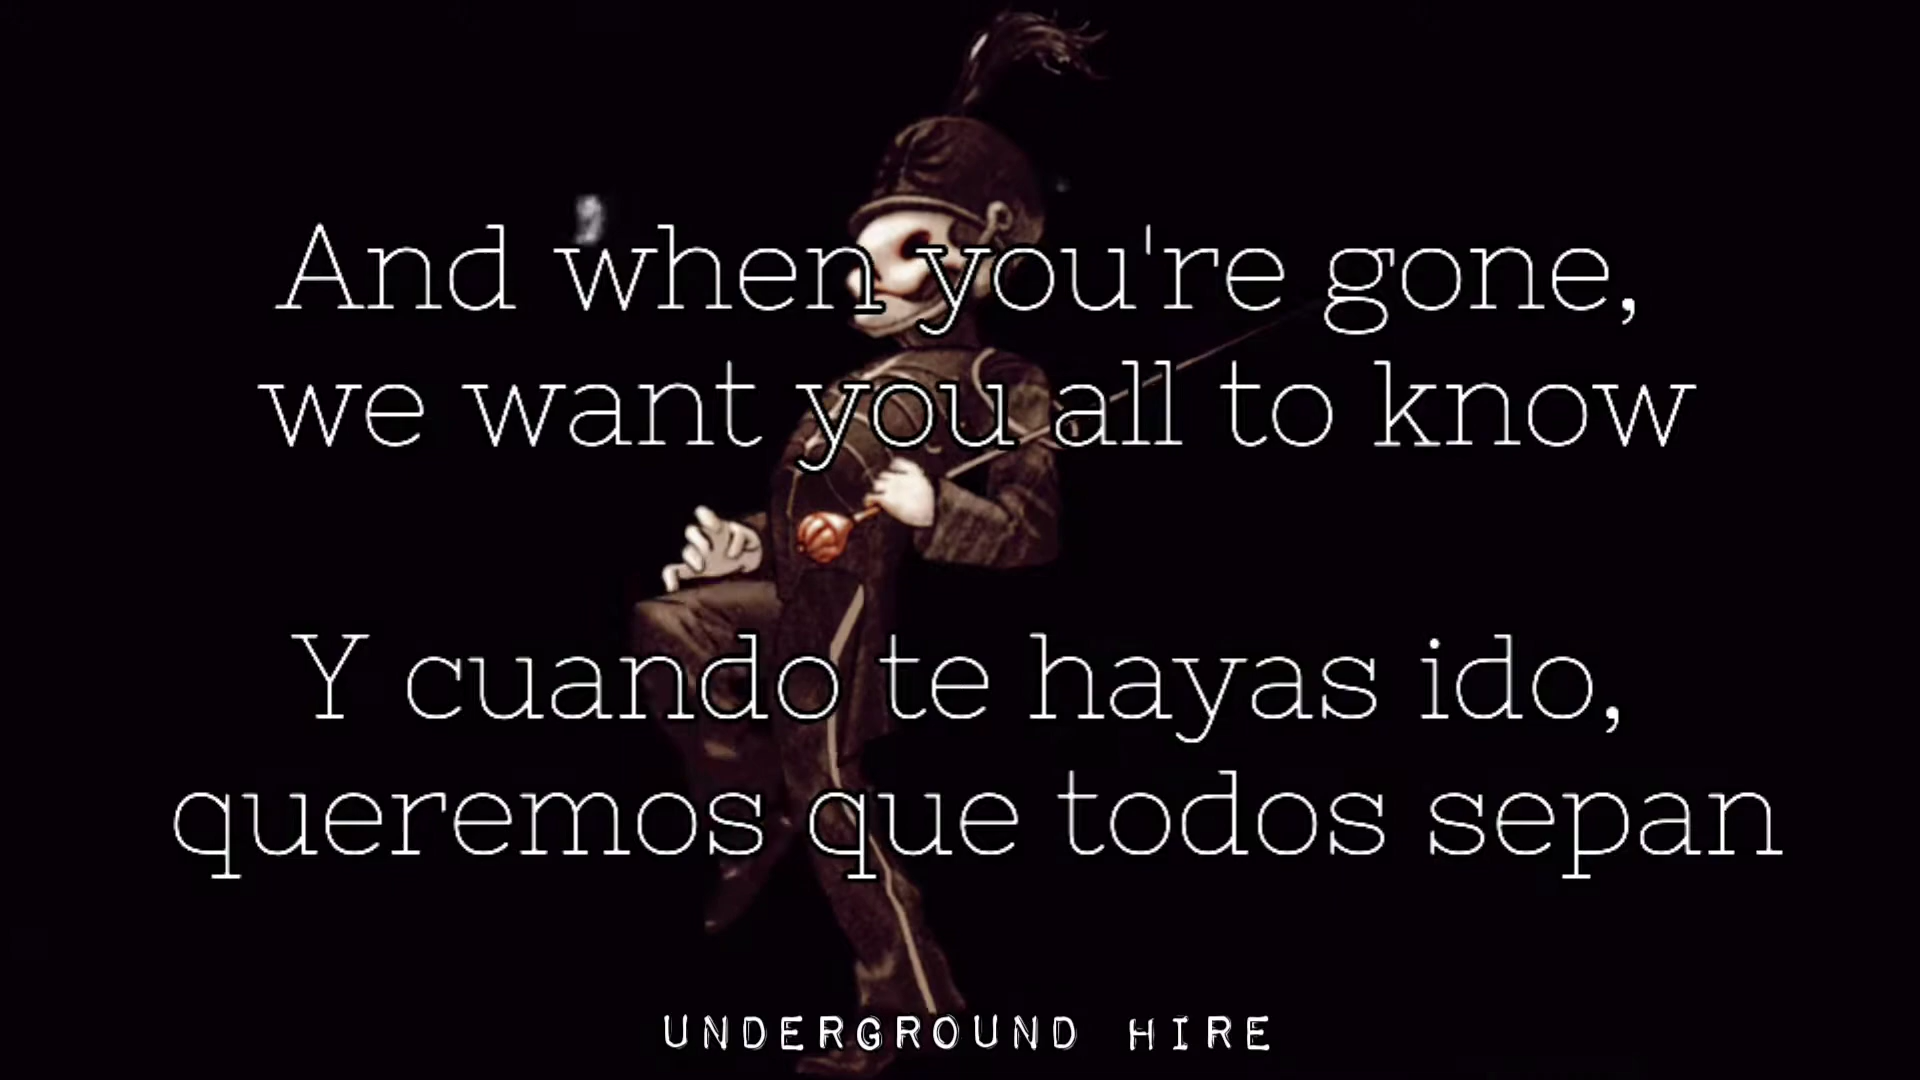 And when you're gone,
we want you all to know
Y cuando te hayas ido,
queremos que todos sepan
UNDERGROUND HIRE